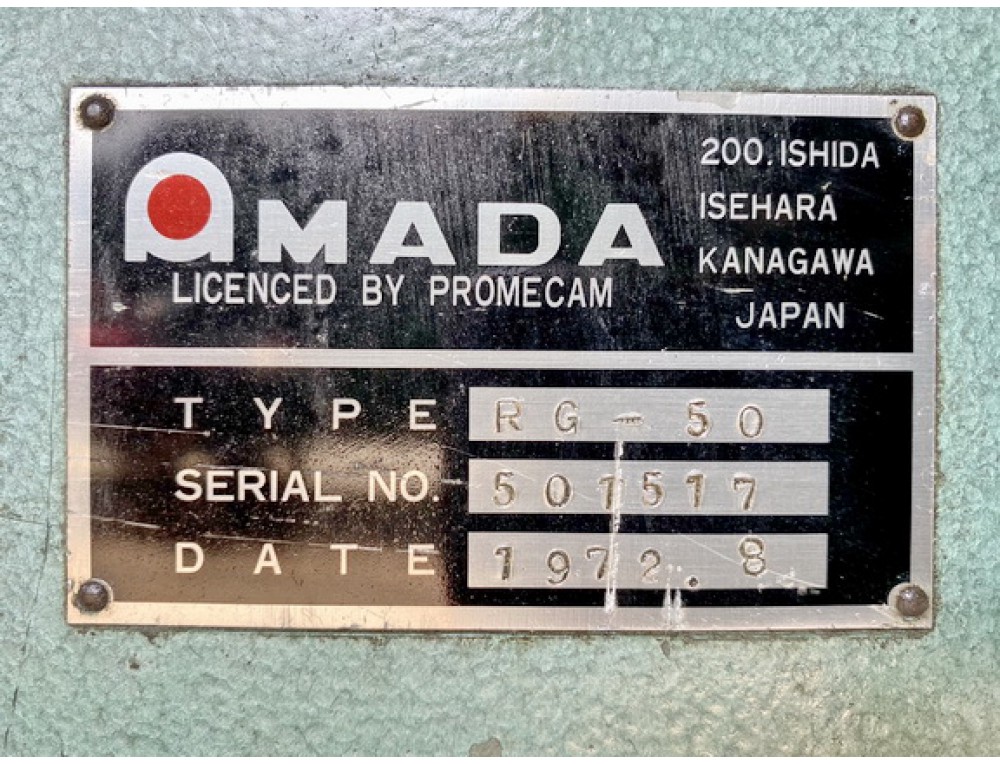 AMADA
LICENCED BY PROMECAM
200. ISHIDA
ISEHARA
KANAGAWA
JAPAN
TYPE RG-50
SERIAL NO. 501517
DATE 1972.8